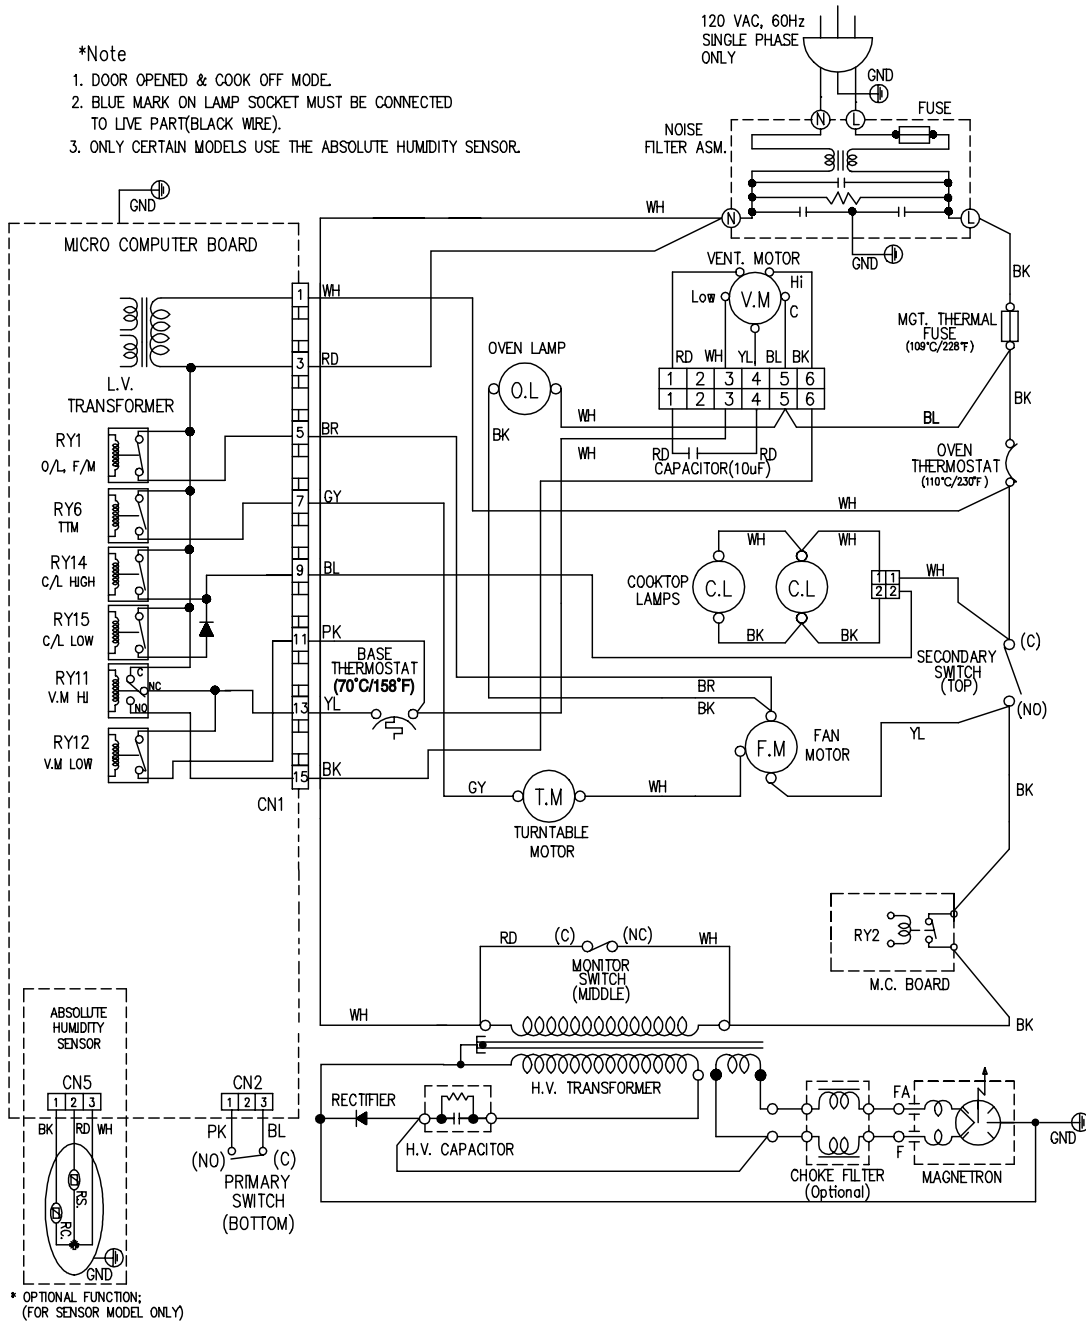 120 VAC, 60Hz
SINGLE PHASE
ONLY
GND
*Note
1. DOOR OPENED & COOK OFF MODE.
2. BLUE MARK ON LAMP SOCKET MUST BE CONNECTED
TO LIVE PART(BLACK WIRE).
3. ONLY CERTAIN MODELS USE THE ABSOLUTE HUMIDITY SENSOR.
N
L
FUSE
NOISE
FILTER ASM.
N
L
GND
GND
WH
MICRO COMPUTER BOARD
L.V.
TRANSFORMER
1
WH
3
RD
5
BR
7
GY
9
BL
11
PK
13
YL
15
BK
CN1
RY1
O/L, F/M
RY6
TTM
RY14
C/L HIGH
RY15
C/L LOW
RY11
V.M HI
C
NC
NO
RY12
V.M LOW
VENT. MOTOR
Low
V.M
Hi
C
RD
WH
YL
BL
BK
1 2 3 4 5 6
1 2 3 4 5 6
RD
RD
CAPACITOR(10uF)
OVEN LAMP
O.L
BK
WH
WH
BL
BK
MGT. THERMAL
FUSE
(109°C/228°F)
BK
OVEN
THERMOSTAT
(110°C/230°F)
WH
COOKTOP
LAMPS
C.L
C.L
WH
WH
BK
BK
1 1
2 2
WH
(C)
SECONDARY
SWITCH
(TOP)
(NO)
BASE
THERMOSTAT
(70°C/158°F)
BR
BK
F.M
FAN
MOTOR
YL
GY
T.M
WH
TURNTABLE
MOTOR
BK
RY2
M.C. BOARD
BK
RD
(C)
(NC)
WH
MONITOR
SWITCH
(MIDDLE)
WH
H.V. TRANSFORMER
RECTIFIER
H.V. CAPACITOR
CHOKE FILTER
(Optional)
FA
F
MAGNETRON
GND
ABSOLUTE
HUMIDITY
SENSOR
CN5
1 2 3
BK
RD
WH
RS.
RC.
GND
CN2
1 2 3
PK
BL
(NO)
(C)
PRIMARY
SWITCH
(BOTTOM)
* OPTIONAL FUNCTION;
(FOR SENSOR MODEL ONLY)